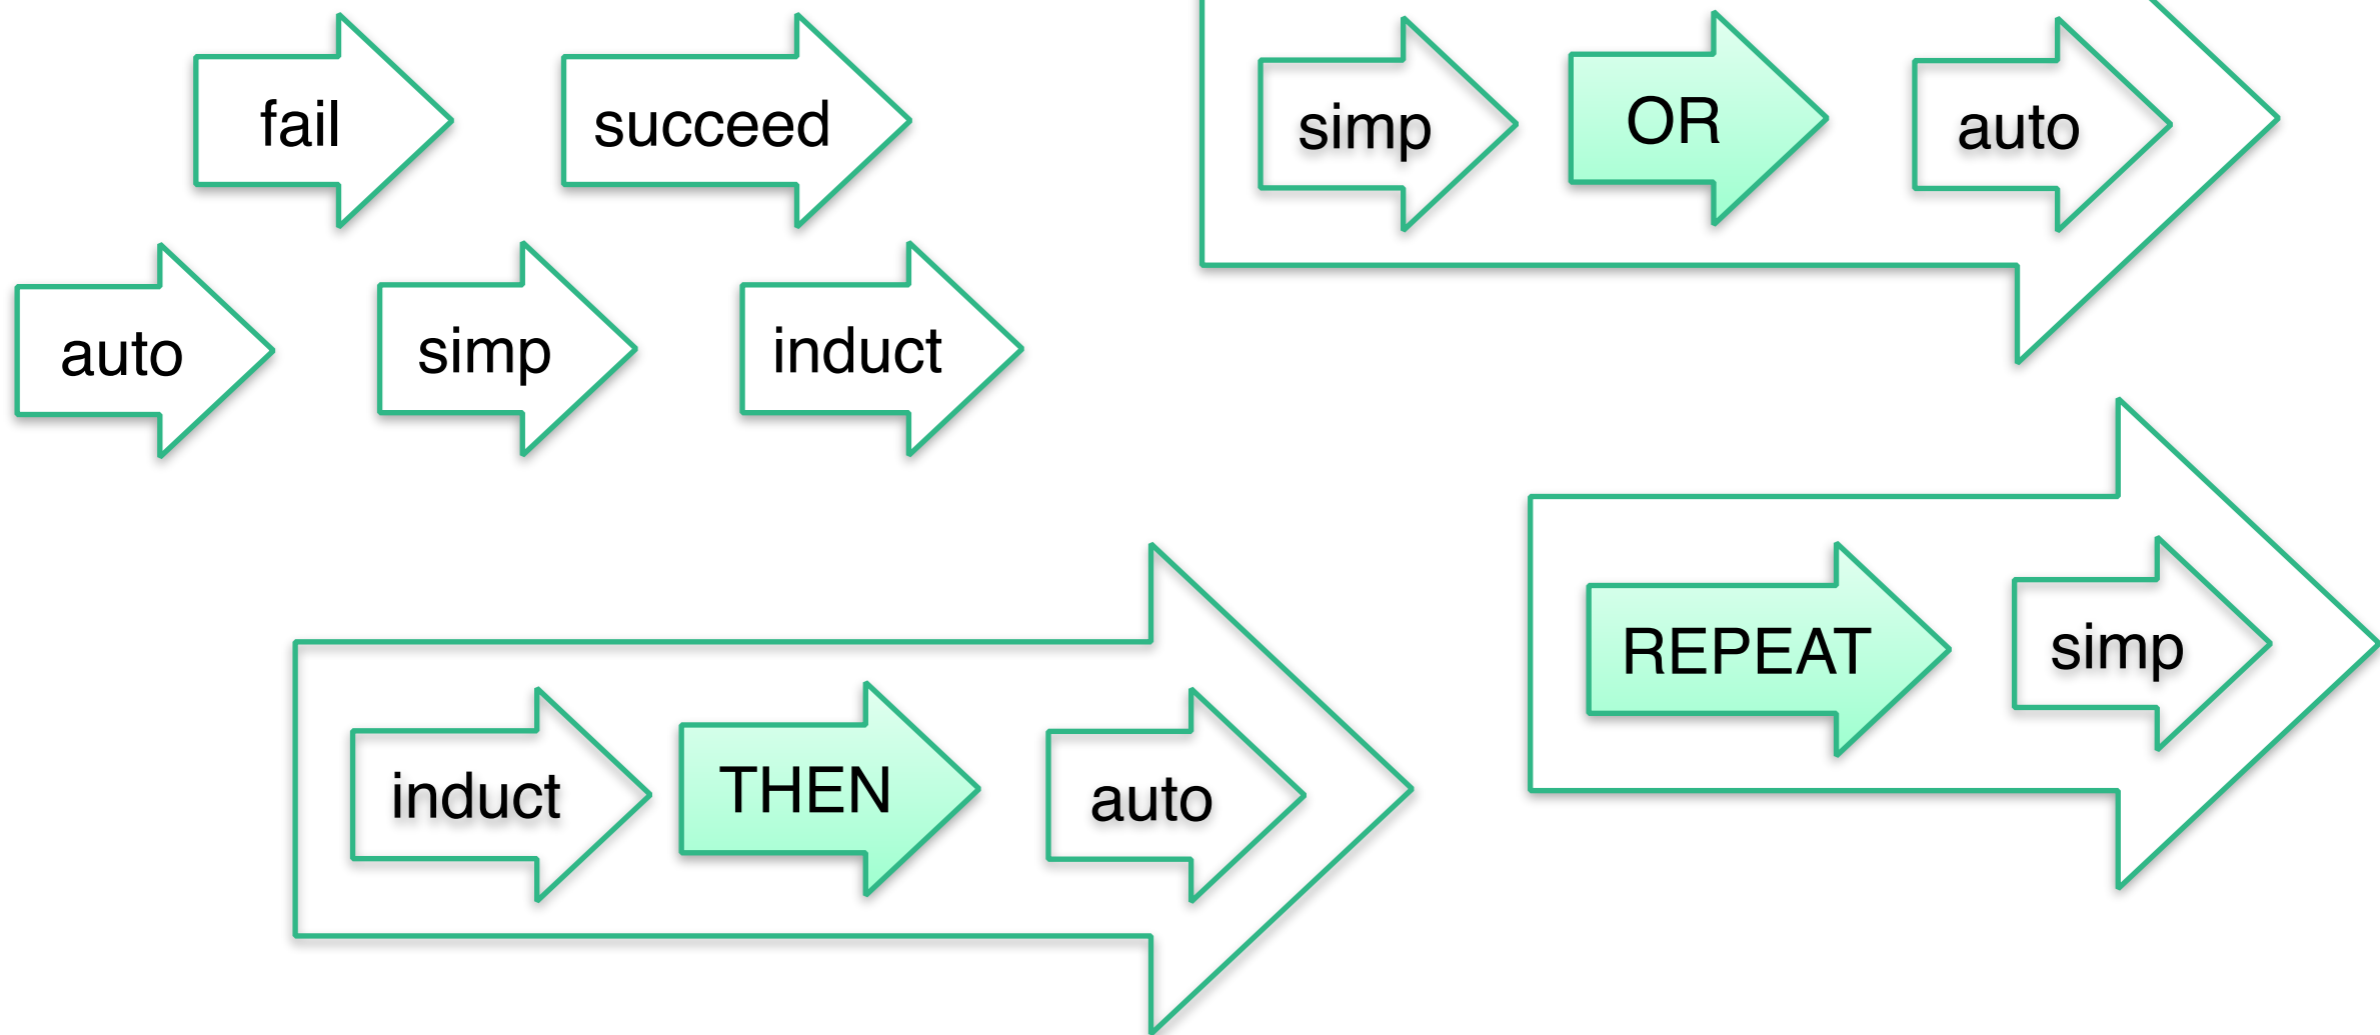 fail
succeed
auto
simp
induct
simp OR auto
REPEAT simp
induct THEN auto